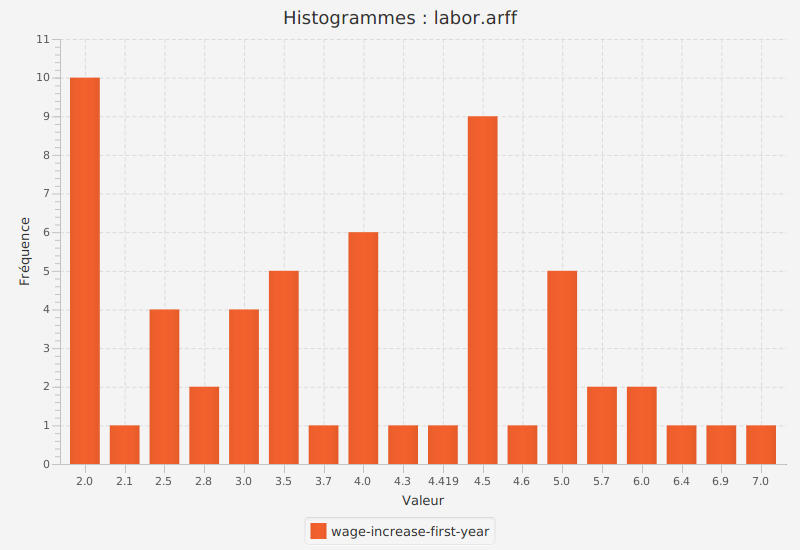 Histogrammes : labor.arff
11
10
9
8
7
6
5
4
3
2
1
0
Fréquence
2.0 2.1 2.5 2.8 3.0 3.5 3.7 4.0 4.3 4.419 4.5 4.6 5.0 5.7 6.0 6.4 6.9 7.0
Valeur
wage-increase-first-year